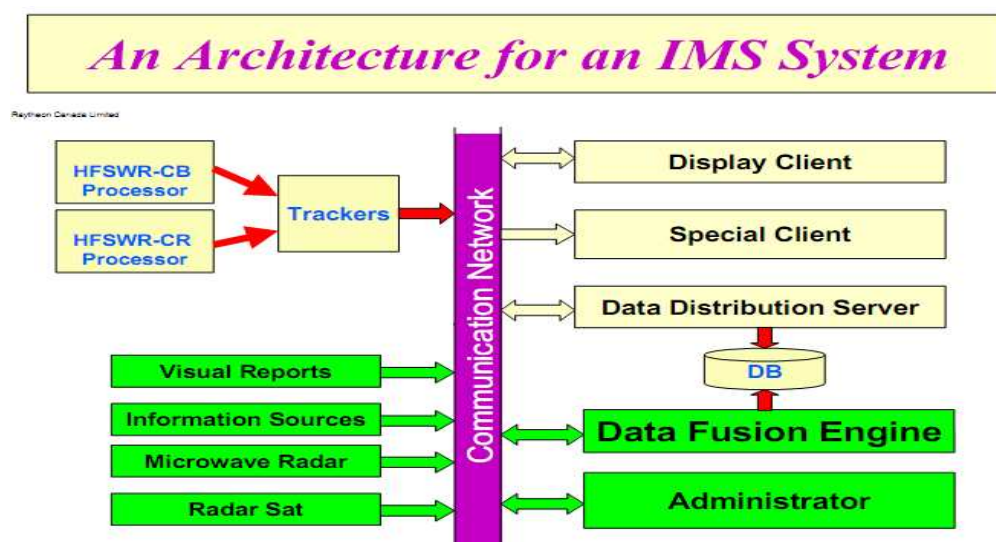 An Architecture for an IMS System
Raytheon Canada Limited
HFSWR-CB
Processor
HFSWR-CR
Processor
Trackers
Communication Network
Display Client
Special Client
Data Distribution Server
DB
Visual Reports
Information Sources
Microwave Radar
Radar Sat
Data Fusion Engine
Administrator